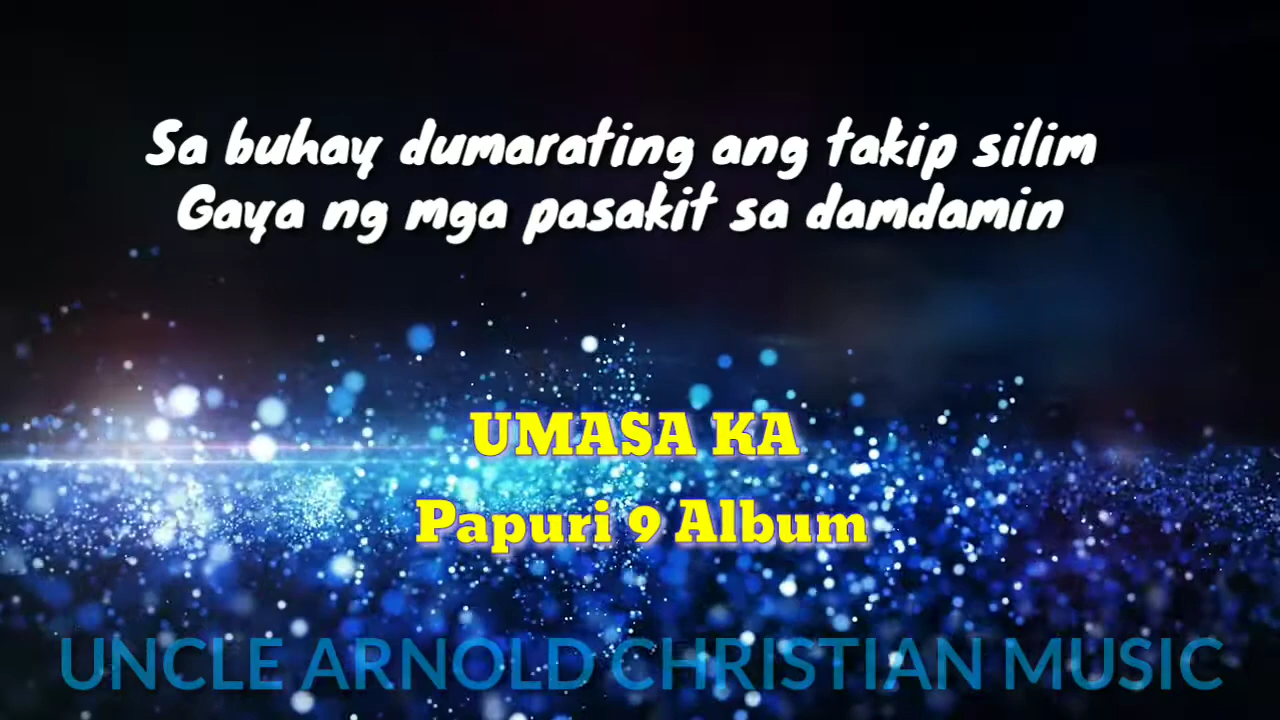 Sa buhay dumarating ang takip silim
Gaya ng mga pasakit sa damdamin
UMASA KA
Papuri 9 Album
UNCLE ARNOLD CHRISTIAN MUSIC